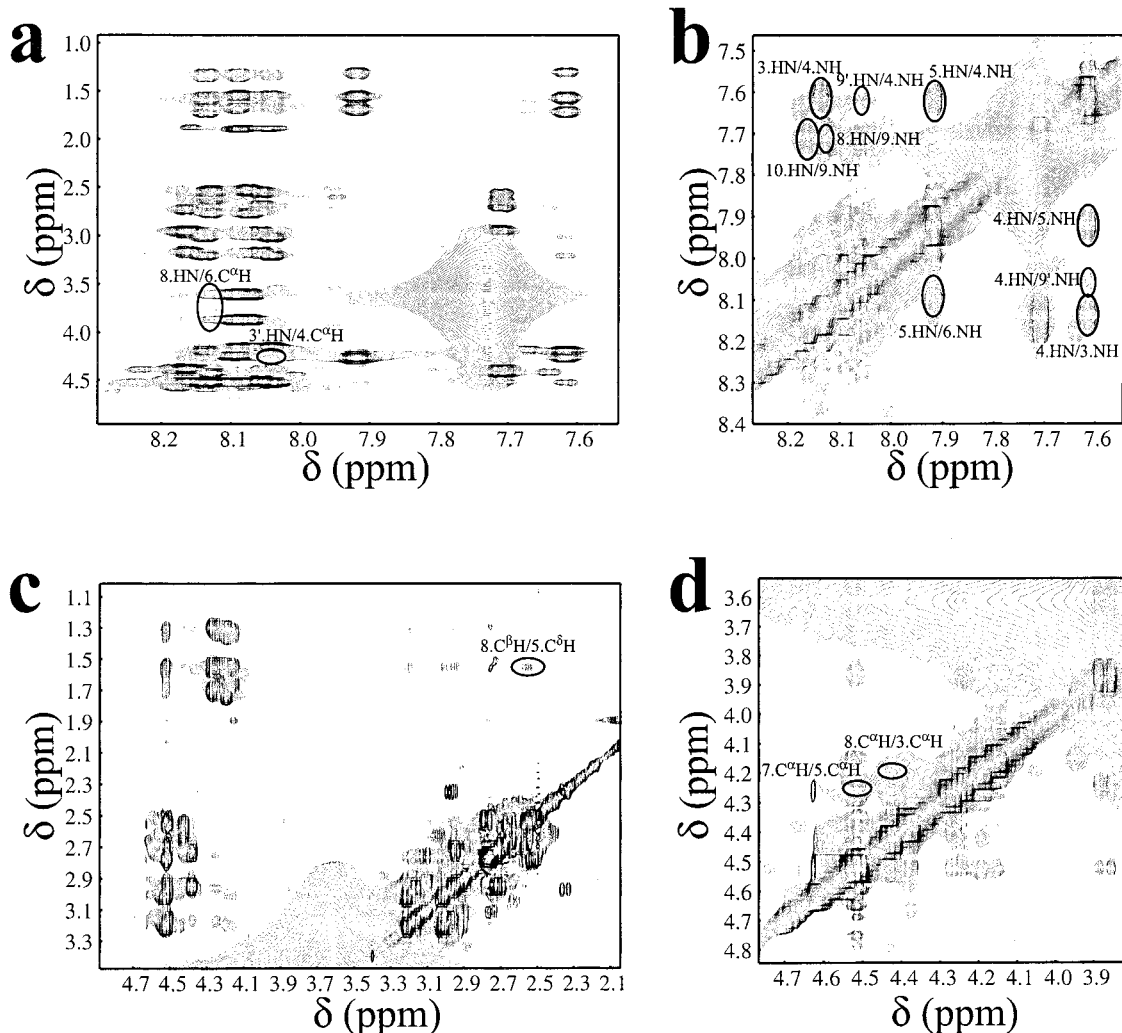 a
1.0
1.5
2.0
2.5
3.0
3.5
4.0
4.5
δ (ppm)
8.HN/6.CᵅH
3'.HN/4.CᵅH
8.2 8.1 8.0 7.9 7.8 7.7 7.6
δ (ppm)
b
7.5
7.6
7.7
7.8
7.9
8.0
8.1
8.2
8.3
8.4
δ (ppm)
3.HN/4.NH
9'.HN/4.NH
5.HN/4.NH
8.HN/9.NH
10.HN/9.NH
4.HN/5.NH
4.HN/9'.NH
5.HN/6.NH
4.HN/3.NH
8.2 8.1 8.0 7.9 7.8 7.7 7.6
δ (ppm)
c
1.1
1.3
1.5
1.7
1.9
2.1
2.3
2.5
2.7
2.9
3.1
3.3
δ (ppm)
8.CᵝH/5.CᵟH
4.7 4.5 4.3 4.1 3.9 3.7 3.5 3.3 3.1 2.9 2.7 2.5 2.3 2.1
δ (ppm)
d
3.6
3.7
3.8
3.9
4.0
4.1
4.2
4.3
4.4
4.5
4.6
4.7
4.8
δ (ppm)
8.CᵅH/3.CᵅH
7.CᵅH/5.CᵅH
4.7 4.6 4.5 4.4 4.3 4.2 4.1 4.0 3.9
δ (ppm)